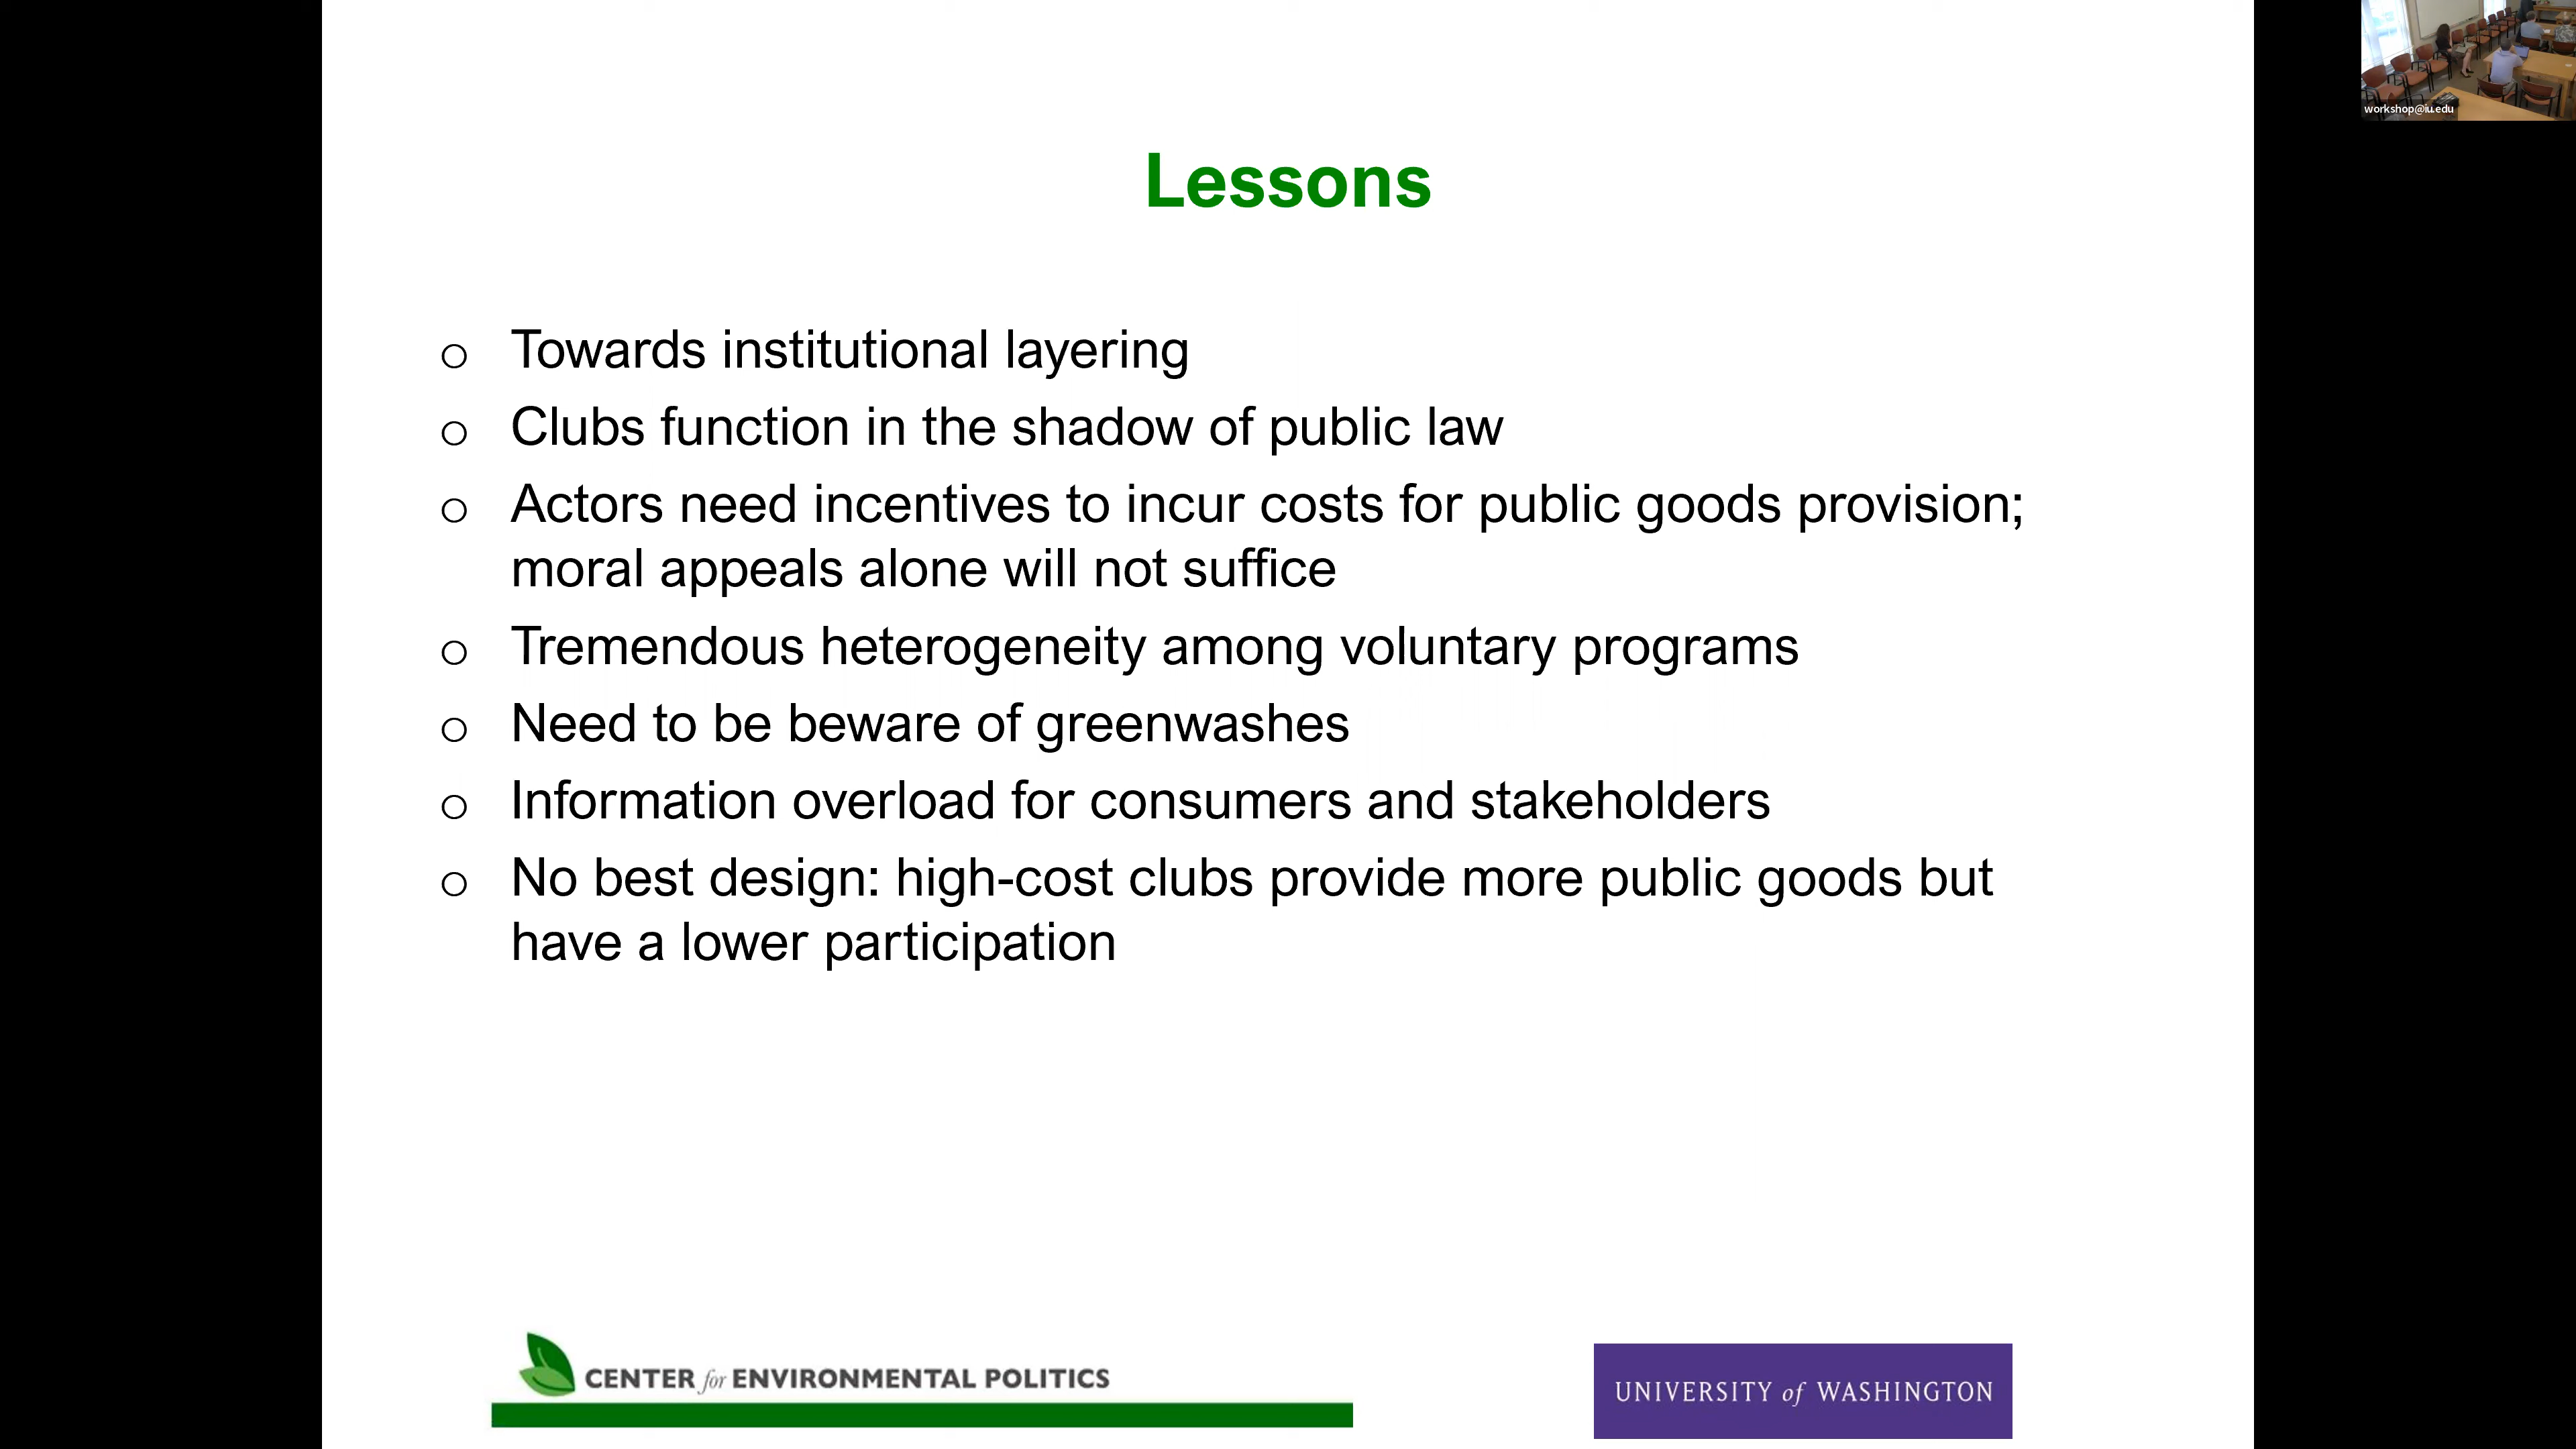 workshop@iu.edu
Lessons
o Towards institutional layering
o Clubs function in the shadow of public law
o Actors need incentives to incur costs for public goods provision;
moral appeals alone will not suffice
o Tremendous heterogeneity among voluntary programs
o Need to be beware of greenwashes
o Information overload for consumers and stakeholders
o No best design: high-cost clubs provide more public goods but
have a lower participation
CENTER for ENVIRONMENTAL POLITICS
UNIVERSITY of WASHINGTON